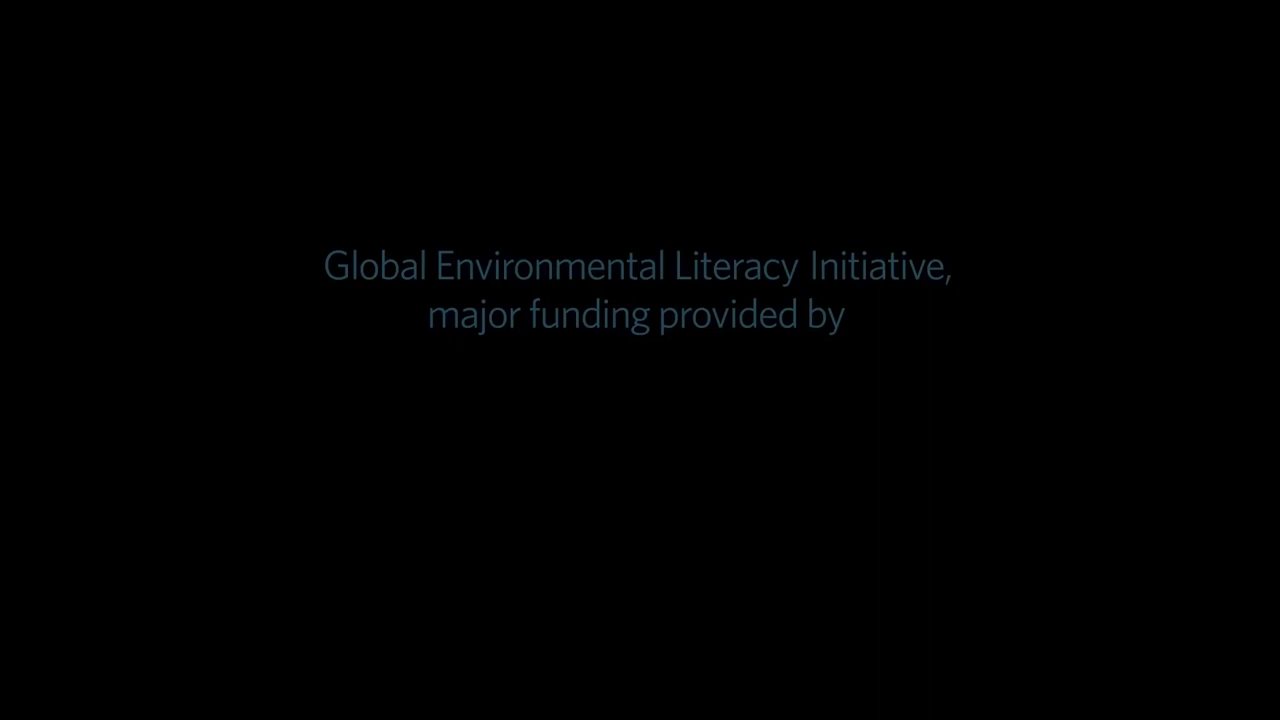 Global Environmental Literacy Initiative,
major funding provided by